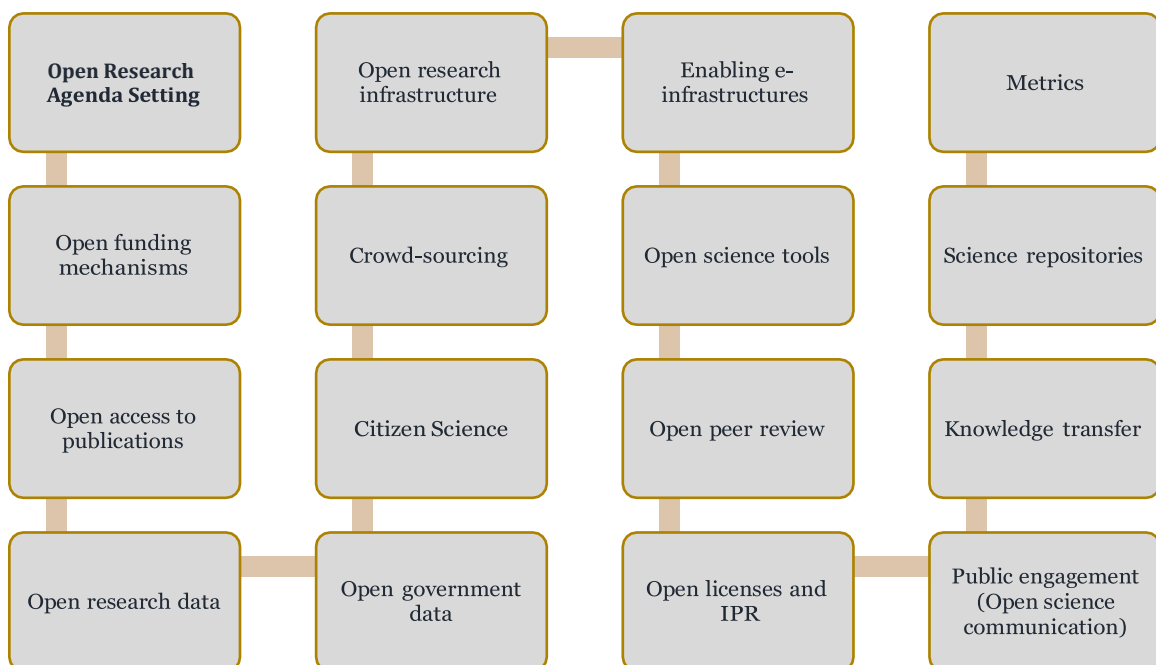 Open Research
Agenda Setting
Open funding
mechanisms
Open access to
publications
Open research data
Open government
data
Citizen Science
Crowd-sourcing
Open research
infrastructure
Enabling e-
infrastructures
Open science tools
Open peer review
Open licenses and
IPR
Public engagement
(Open science
communication)
Knowledge transfer
Science repositories
Metrics